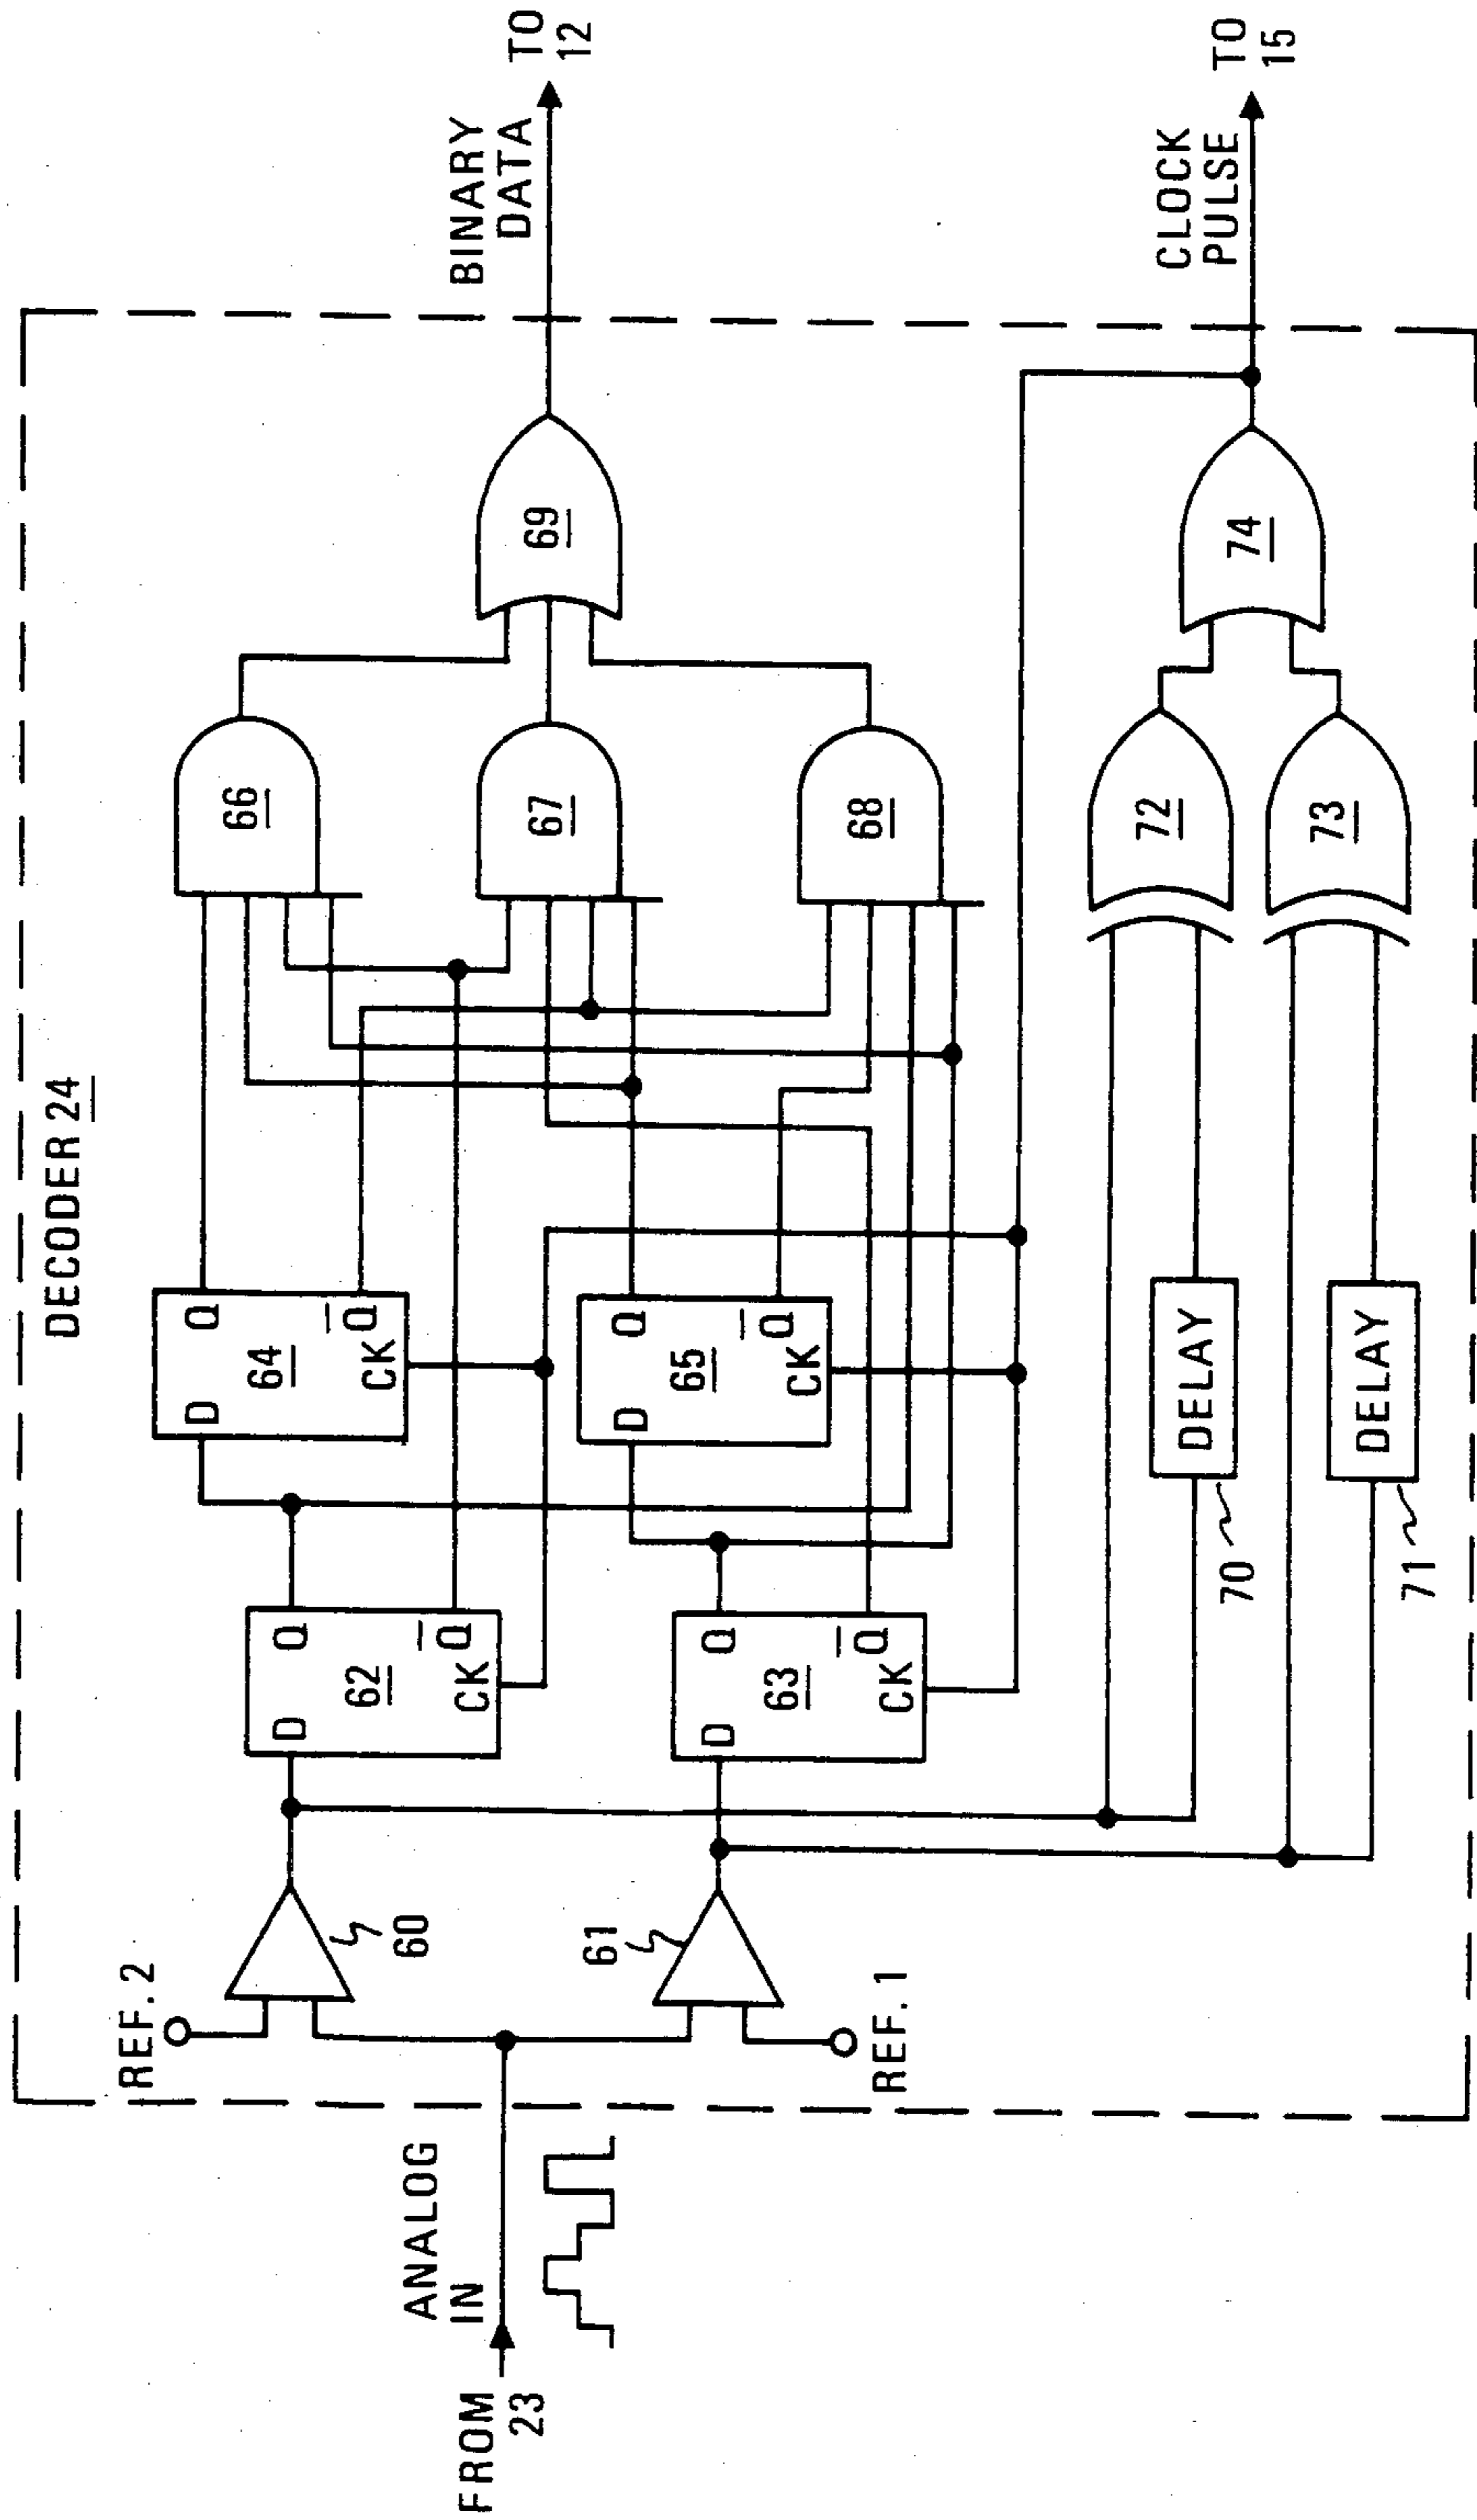 DECODER 24
REF. 2
60
61
REF. 1
ANALOG
IN
FROM
23
D
Q
Q
CK
62
D
Q
Q
CK
63
D
Q
Q
CK
64
D
Q
Q
CK
65
66
67
68
69
BINARY
DATA
TO
12
DELAY
70
DELAY
71
72
73
74
CLOCK
PULSE
TO
15